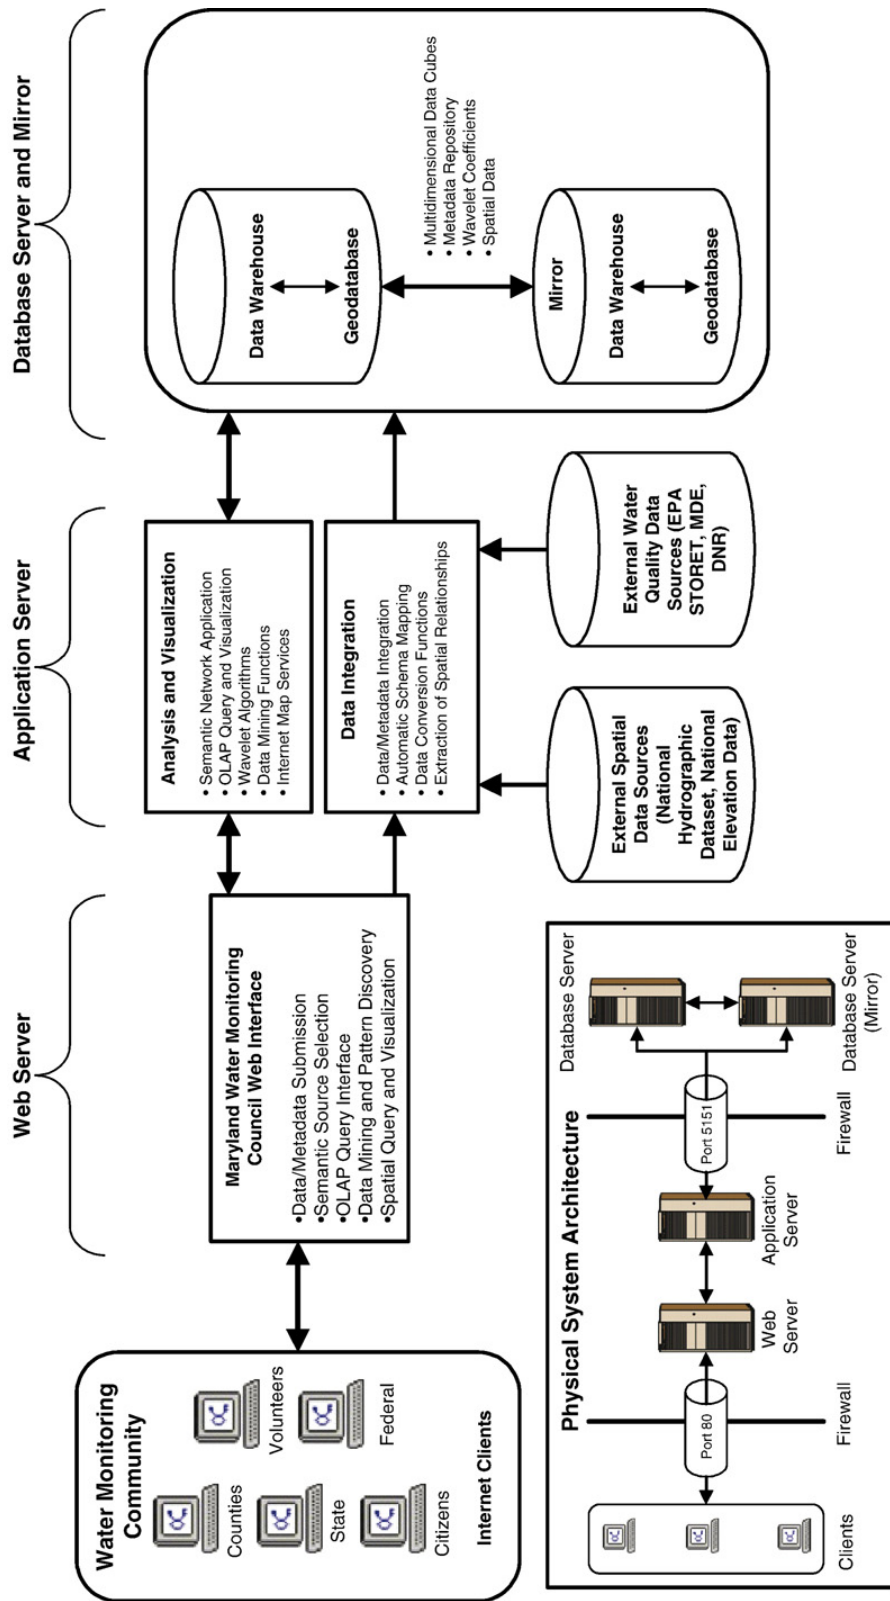 Web Server
Application Server
Database Server and Mirror
Water Monitoring
Community
Counties
Volunteers
State
Federal
Citizens
Internet Clients
Maryland Water Monitoring
Council Web Interface
•Data/Metadata Submission
•Semantic Source Selection
•OLAP Query Interface
•Data Mining and Pattern Discovery
•Spatial Query and Visualization
Analysis and Visualization
• Semantic Network Application
• OLAP Query and Visualization
• Wavelet Algorithms
• Data Mining Functions
• Internet Map Services
Data Integration
• Data/Metadata Integration
• Automatic Schema Mapping
• Data Conversion Functions
• Extraction of Spatial Relationships
External Spatial
Data Sources
(National
Hydrographic
Dataset, National
Elevation Data)
External Water
Quality Data
Sources (EPA
STORET, MDE,
DNR)
Data Warehouse
Geodatabase
• Multidimensional Data Cubes
• Metadata Repository
• Wavelet Coefficients
• Spatial Data
Mirror
Data Warehouse
Geodatabase
Physical System Architecture
Clients
Port 80
Firewall
Web
Server
Application
Server
Port 5151
Firewall
Database Server
Database Server
(Mirror)